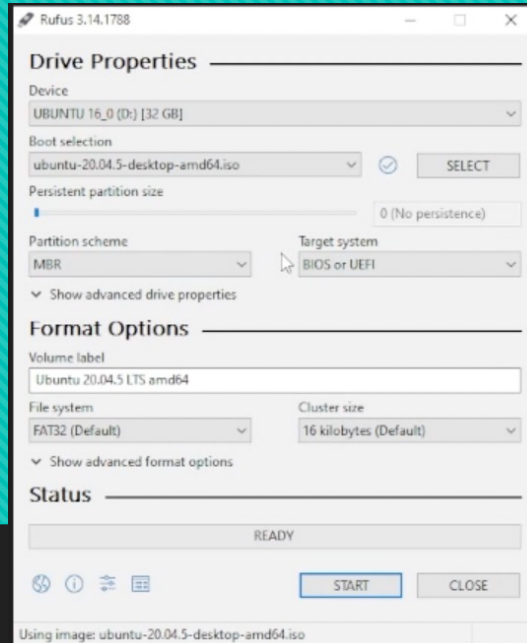 Rufus 3.14.1788
Drive Properties
Device
UBUNTU 16_0 (D:) [32 GB]
Boot selection
ubuntu-20.04.5-desktop-amd64.iso
SELECT
Persistent partition size
0 (No persistence)
Partition scheme Target system
MBR BIOS or UEFI
Show advanced drive properties
Format Options
Volume label
Ubuntu 20.04.5 LTS amd64
File system Cluster size
FAT32 (Default) 16 kilobytes (Default)
Show advanced format options
Status
READY
START CLOSE
Using image: ubuntu-20.04.5-desktop-amd64.iso